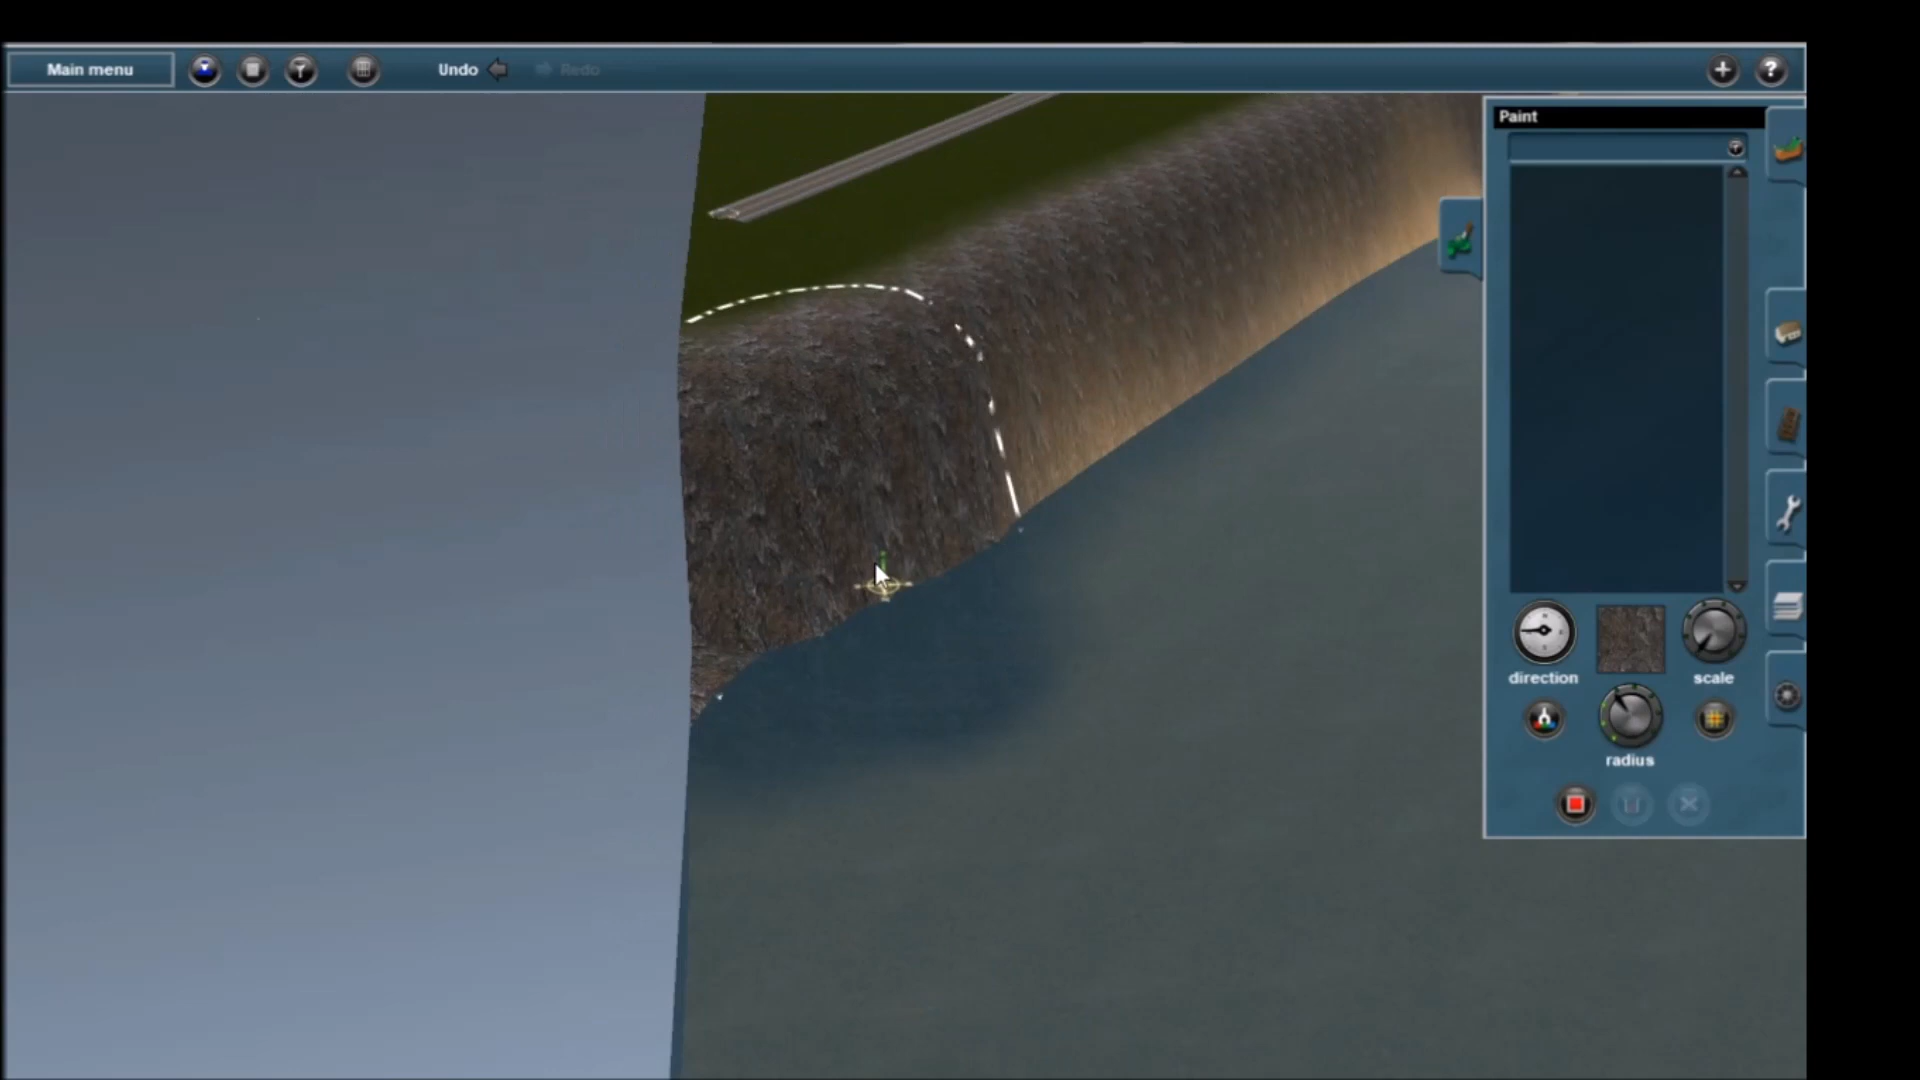 Main menu
Undo
Redo
?
Paint
direction
scale
radius